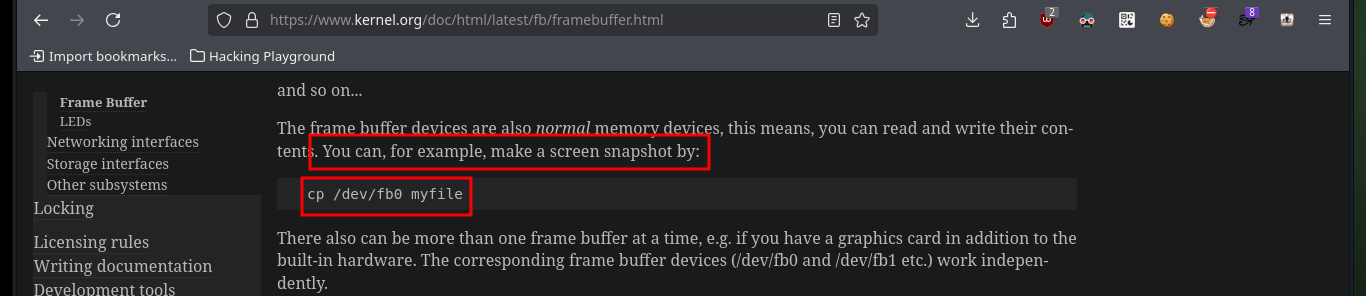 https://www.kernel.org/doc/html/latest/fb/framebuffer.html
2
8
Import bookmarks...
Hacking Playground
Frame Buffer
LEDs
Networking interfaces
Storage interfaces
Other subsystems
Locking
Licensing rules
Writing documentation
Development tools
and so on...
The frame buffer devices are also normal memory devices, this means, you can read and write their con-
tents. You can, for example, make a screen snapshot by:
cp /dev/fb0 myfile
There also can be more than one frame buffer at a time, e.g. if you have a graphics card in addition to the
built-in hardware. The corresponding frame buffer devices (/dev/fb0 and /dev/fb1 etc.) work indepen-
dently.